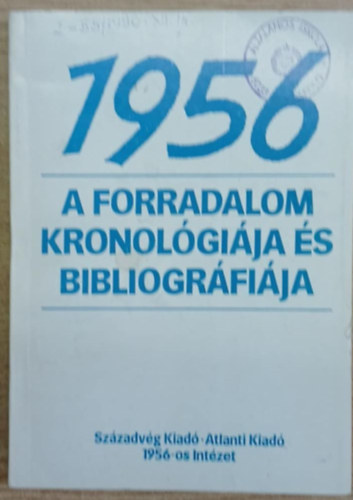 1956
A FORRADALOM
KRONOLÓGIÁJA ÉS
BIBLIOGRÁFIÁJA
Századvég Kiadó · Atlanti Kiadó
1956-os Intézet